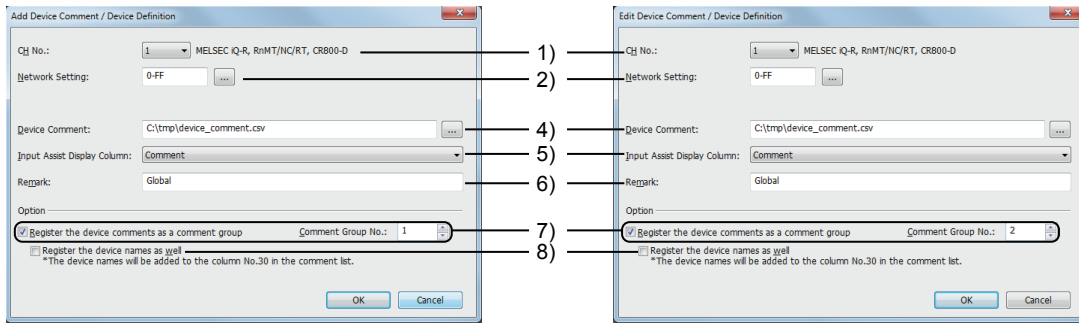 Add Device Comment / Device Definition
CH No.: 1 MELSEC iQ-R, RnMT/NC/RT, CR800-D
Network Setting: 0-FF ...
Device Comment: C:\tmp\device_comment.csv ...
Input Assist Display Column: Comment
Remark: Global
Option
Register the device comments as a comment group Comment Group No.: 1
Register the device names as well
*The device names will be added to the column No.30 in the comment list.
OK Cancel
1)
2)
4)
5)
6)
7)
8)
Edit Device Comment / Device Definition
CH No.: 1 MELSEC iQ-R, RnMT/NC/RT, CR800-D
Network Setting: 0-FF ...
Device Comment: C:\tmp\device_comment.csv ...
Input Assist Display Column: Comment
Remark: Global
Option
Register the device comments as a comment group Comment Group No.: 2
Register the device names as well
*The device names will be added to the column No.30 in the comment list.
OK Cancel